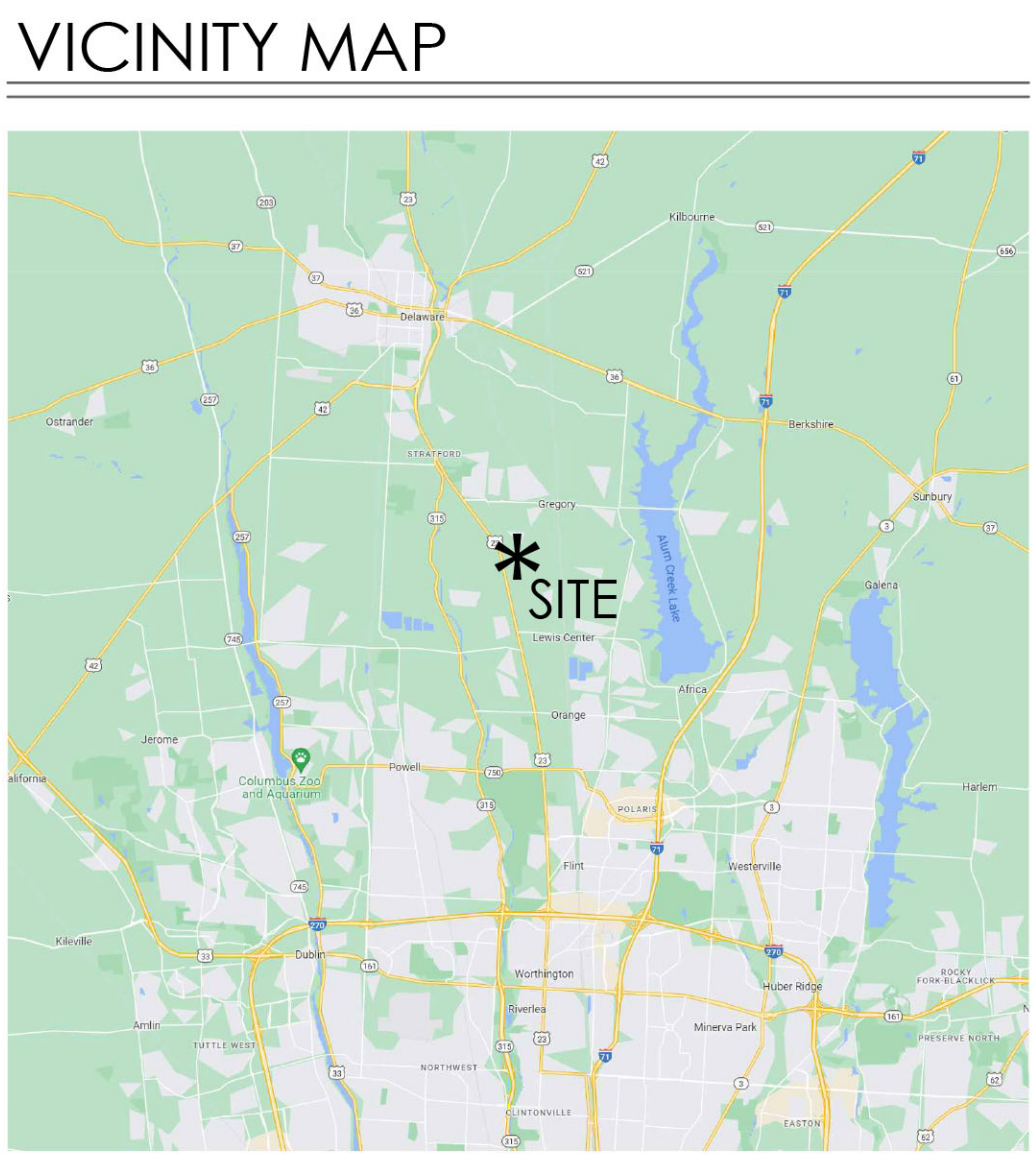 VICINITY MAP
42
71
203
23
Kilbourne
521
37
656
521
37
71
36
Delaware
36
36
61
257
71
42
Ostrander
Berkshire
STRATFORD
Sunbury
Gregory
315
3
37
257
23
Alum Creek Lake
SITE
Galena
745
Lewis Center
42
Africa
257
Orange
Jerome
23
Powell
750
alifornia
Columbus Zoo
and Aquarium
Harlem
315
POLARIS
3
71
Flint
Westerville
745
270
Kileville
33
Dublin
270
161
Worthington
ROCKY
FORK-BLACKLICK
Huber Ridge
Riverlea
161
N
Amlin
Minerva Park
TUTTLE WEST
23
PRESERVE NORTH
315
71
NORTHWEST
33
62
3
CLINTONVILLE
EASTON
315
62